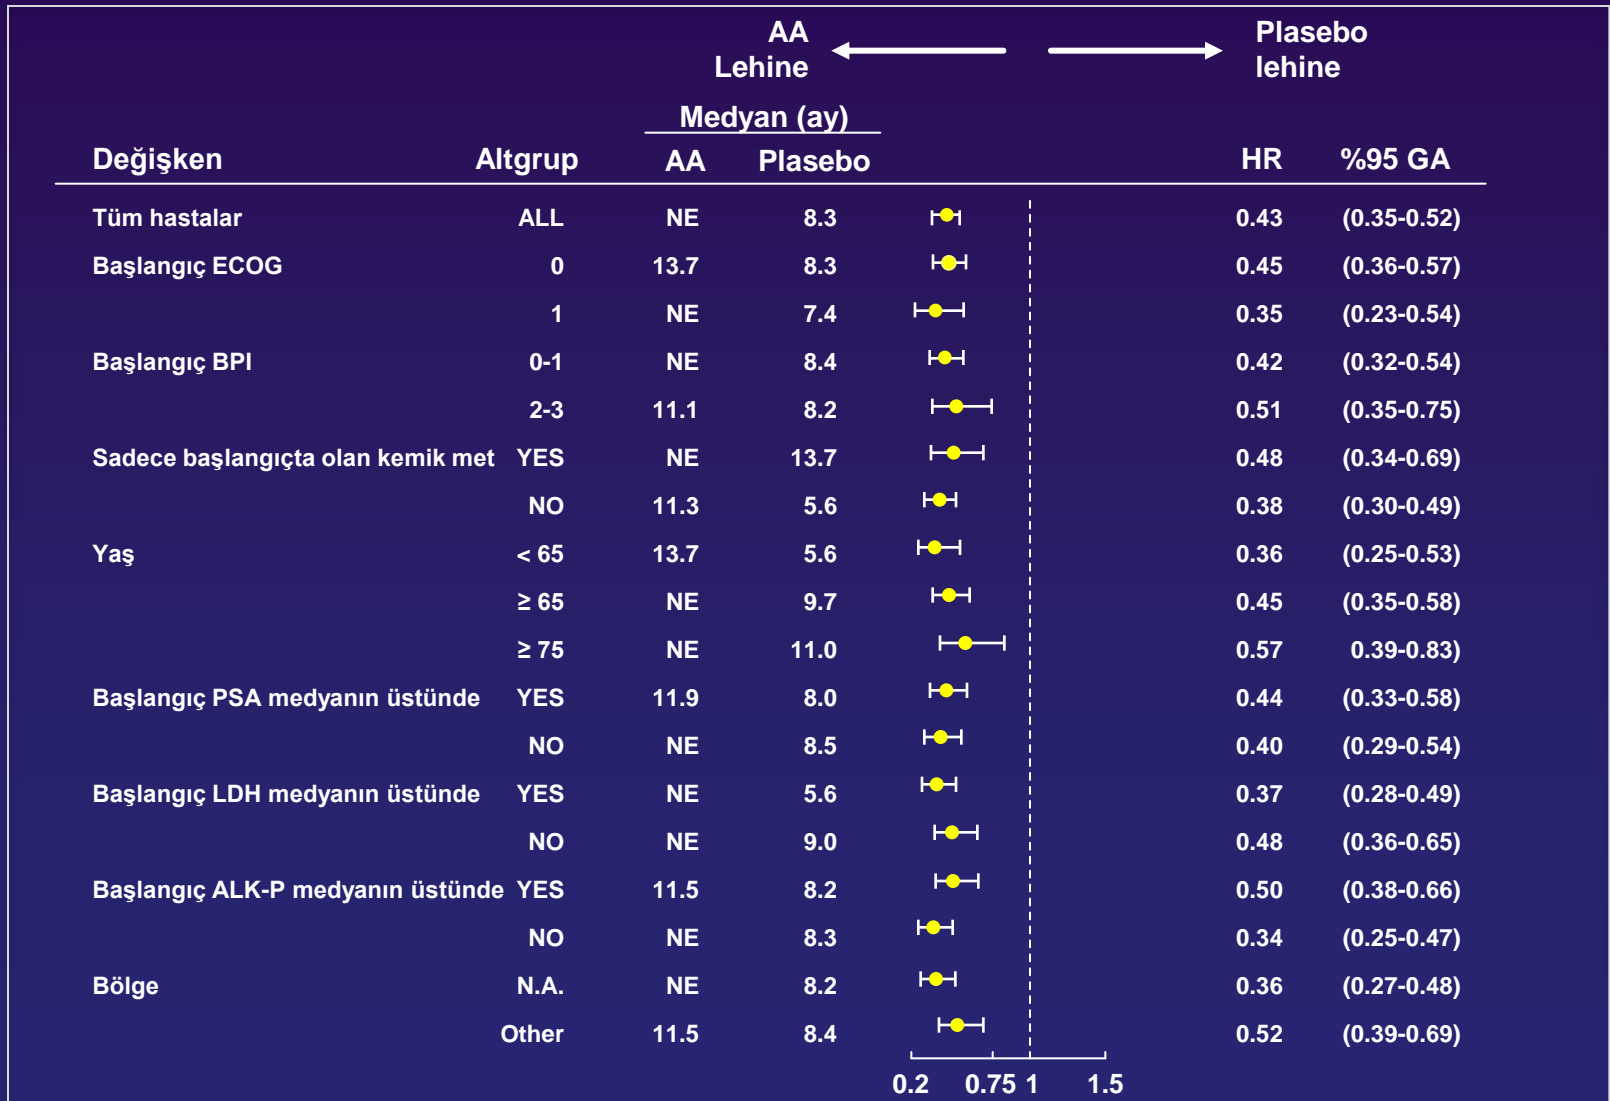 AA Lehine Plasebo lehine
Medyan (ay)
Değişken Altgrup AA Plasebo HR %95 GA
Tüm hastalar ALL NE 8.3 0.43 (0.35-0.52)
Başlangıç ECOG 0 13.7 8.3 0.45 (0.36-0.57)
1 NE 7.4 0.35 (0.23-0.54)
Başlangıç BPI 0-1 NE 8.4 0.42 (0.32-0.54)
2-3 11.1 8.2 0.51 (0.35-0.75)
Sadece başlangıçta olan kemik met YES NE 13.7 0.48 (0.34-0.69)
NO 11.3 5.6 0.38 (0.30-0.49)
Yaş < 65 13.7 5.6 0.36 (0.25-0.53)
≥ 65 NE 9.7 0.45 (0.35-0.58)
≥ 75 NE 11.0 0.57 0.39-0.83)
Başlangıç PSA medyanın üstünde YES 11.9 8.0 0.44 (0.33-0.58)
NO NE 8.5 0.40 (0.29-0.54)
Başlangıç LDH medyanın üstünde YES NE 5.6 0.37 (0.28-0.49)
NO NE 9.0 0.48 (0.36-0.65)
Başlangıç ALK-P medyanın üstünde YES 11.5 8.2 0.50 (0.38-0.66)
NO NE 8.3 0.34 (0.25-0.47)
Bölge N.A. NE 8.2 0.36 (0.27-0.48)
Other 11.5 8.4 0.52 (0.39-0.69)
0.2 0.75 1 1.5